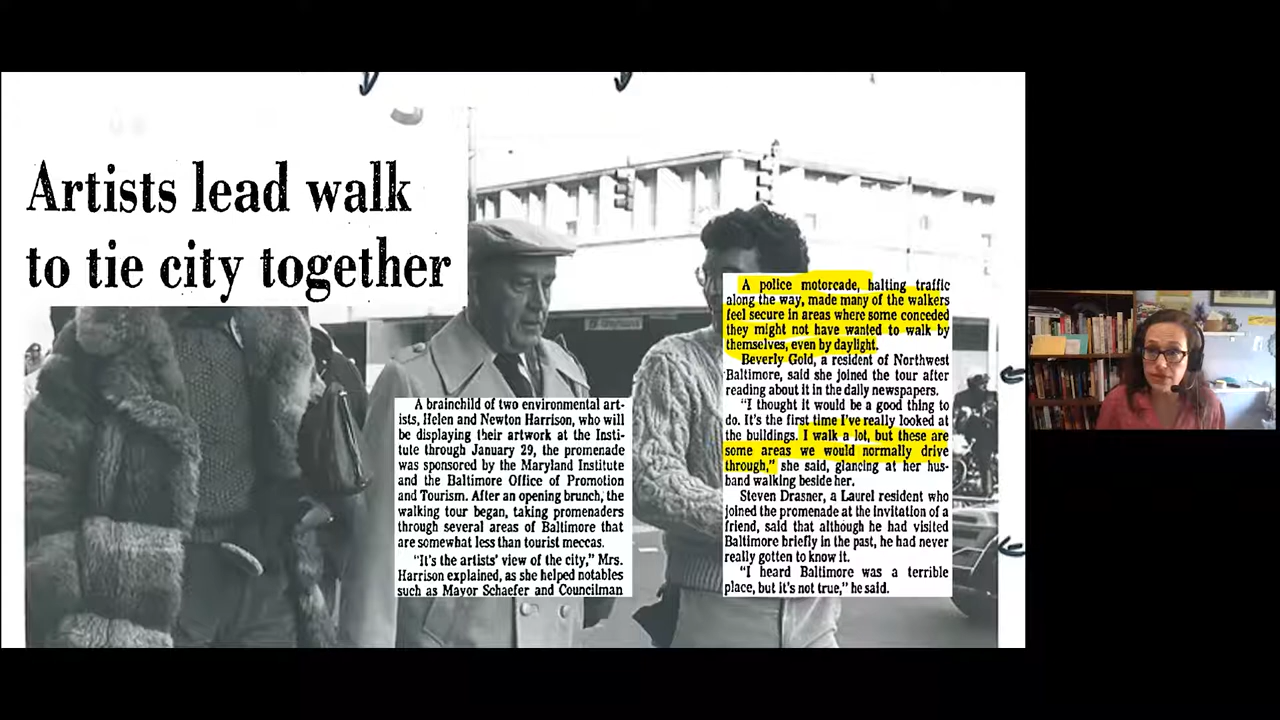 Artists lead walk
to tie city together
A brainchild of two environmental art-
ists, Helen and Newton Harrison, who will
be displaying their artwork at the Insti-
tute through January 29, the promenade
was sponsored by the Maryland Institute
and the Baltimore Office of Promotion
and Tourism. After an opening brunch, the
walking tour began, taking promenaders
through several areas of Baltimore that
are somewhat less than tourist meccas.
"It's the artists' view of the city," Mrs.
Harrison explained, as she helped notables
such as Mayor Schaefer and Councilman
A police motorcade, halting traffic
along the way, made many of the walkers
feel secure in areas where some conceded
they might not have wanted to walk by
themselves, even by daylight.
Beverly Gold, a resident of Northwest
Baltimore, said she joined the tour after
reading about it in the daily newspapers.
"I thought it would be a good thing to
do. It's the first time I've really looked at
the buildings. I walk a lot, but these are
some areas we would normally drive
through," she said, glancing at her hus-
band walking beside her.
Steven Drasner, a Laurel resident who
joined the promenade at the invitation of a
friend, said that although he had visited
Baltimore briefly in the past, he had never
really gotten to know it.
"I heard Baltimore was a terrible
place, but it's not true," he said.